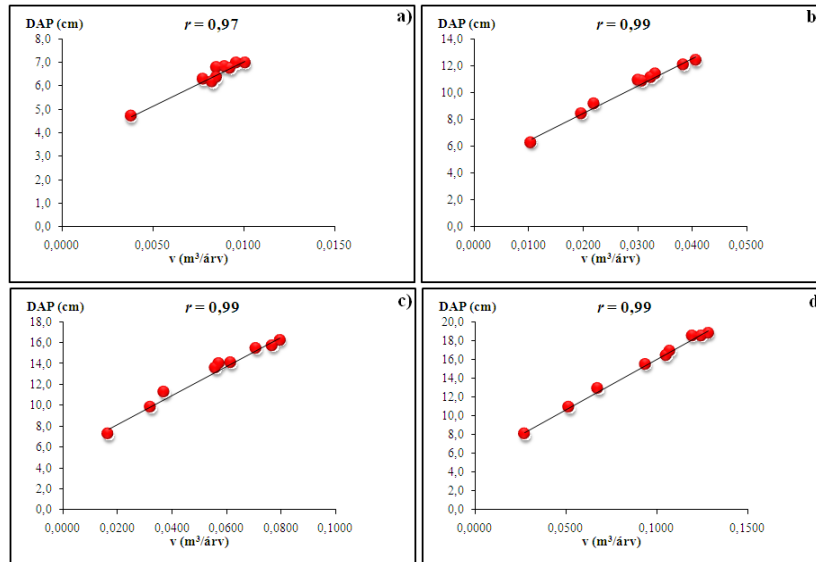 a)
DAP (cm)
r = 0,97
8,0
7,0
6,0
5,0
4,0
3,0
2,0
1,0
0,0
0,0000 0,0050 0,0100 0,0150
v (m³/árv)
b)
DAP (cm)
r = 0,99
14,0
12,0
10,0
8,0
6,0
4,0
2,0
0,0
0,0000 0,0100 0,0200 0,0300 0,0400 0,0500
v (m³/árv)
c)
DAP (cm)
r = 0,99
18,0
16,0
14,0
12,0
10,0
8,0
6,0
4,0
2,0
0,0
0,0000 0,0200 0,0400 0,0600 0,0800 0,1000
v (m³/árv)
d)
DAP (cm)
r = 0,99
20,0
18,0
16,0
14,0
12,0
10,0
8,0
6,0
4,0
2,0
0,0
0,0000 0,0500 0,1000 0,1500
v (m³/árv)